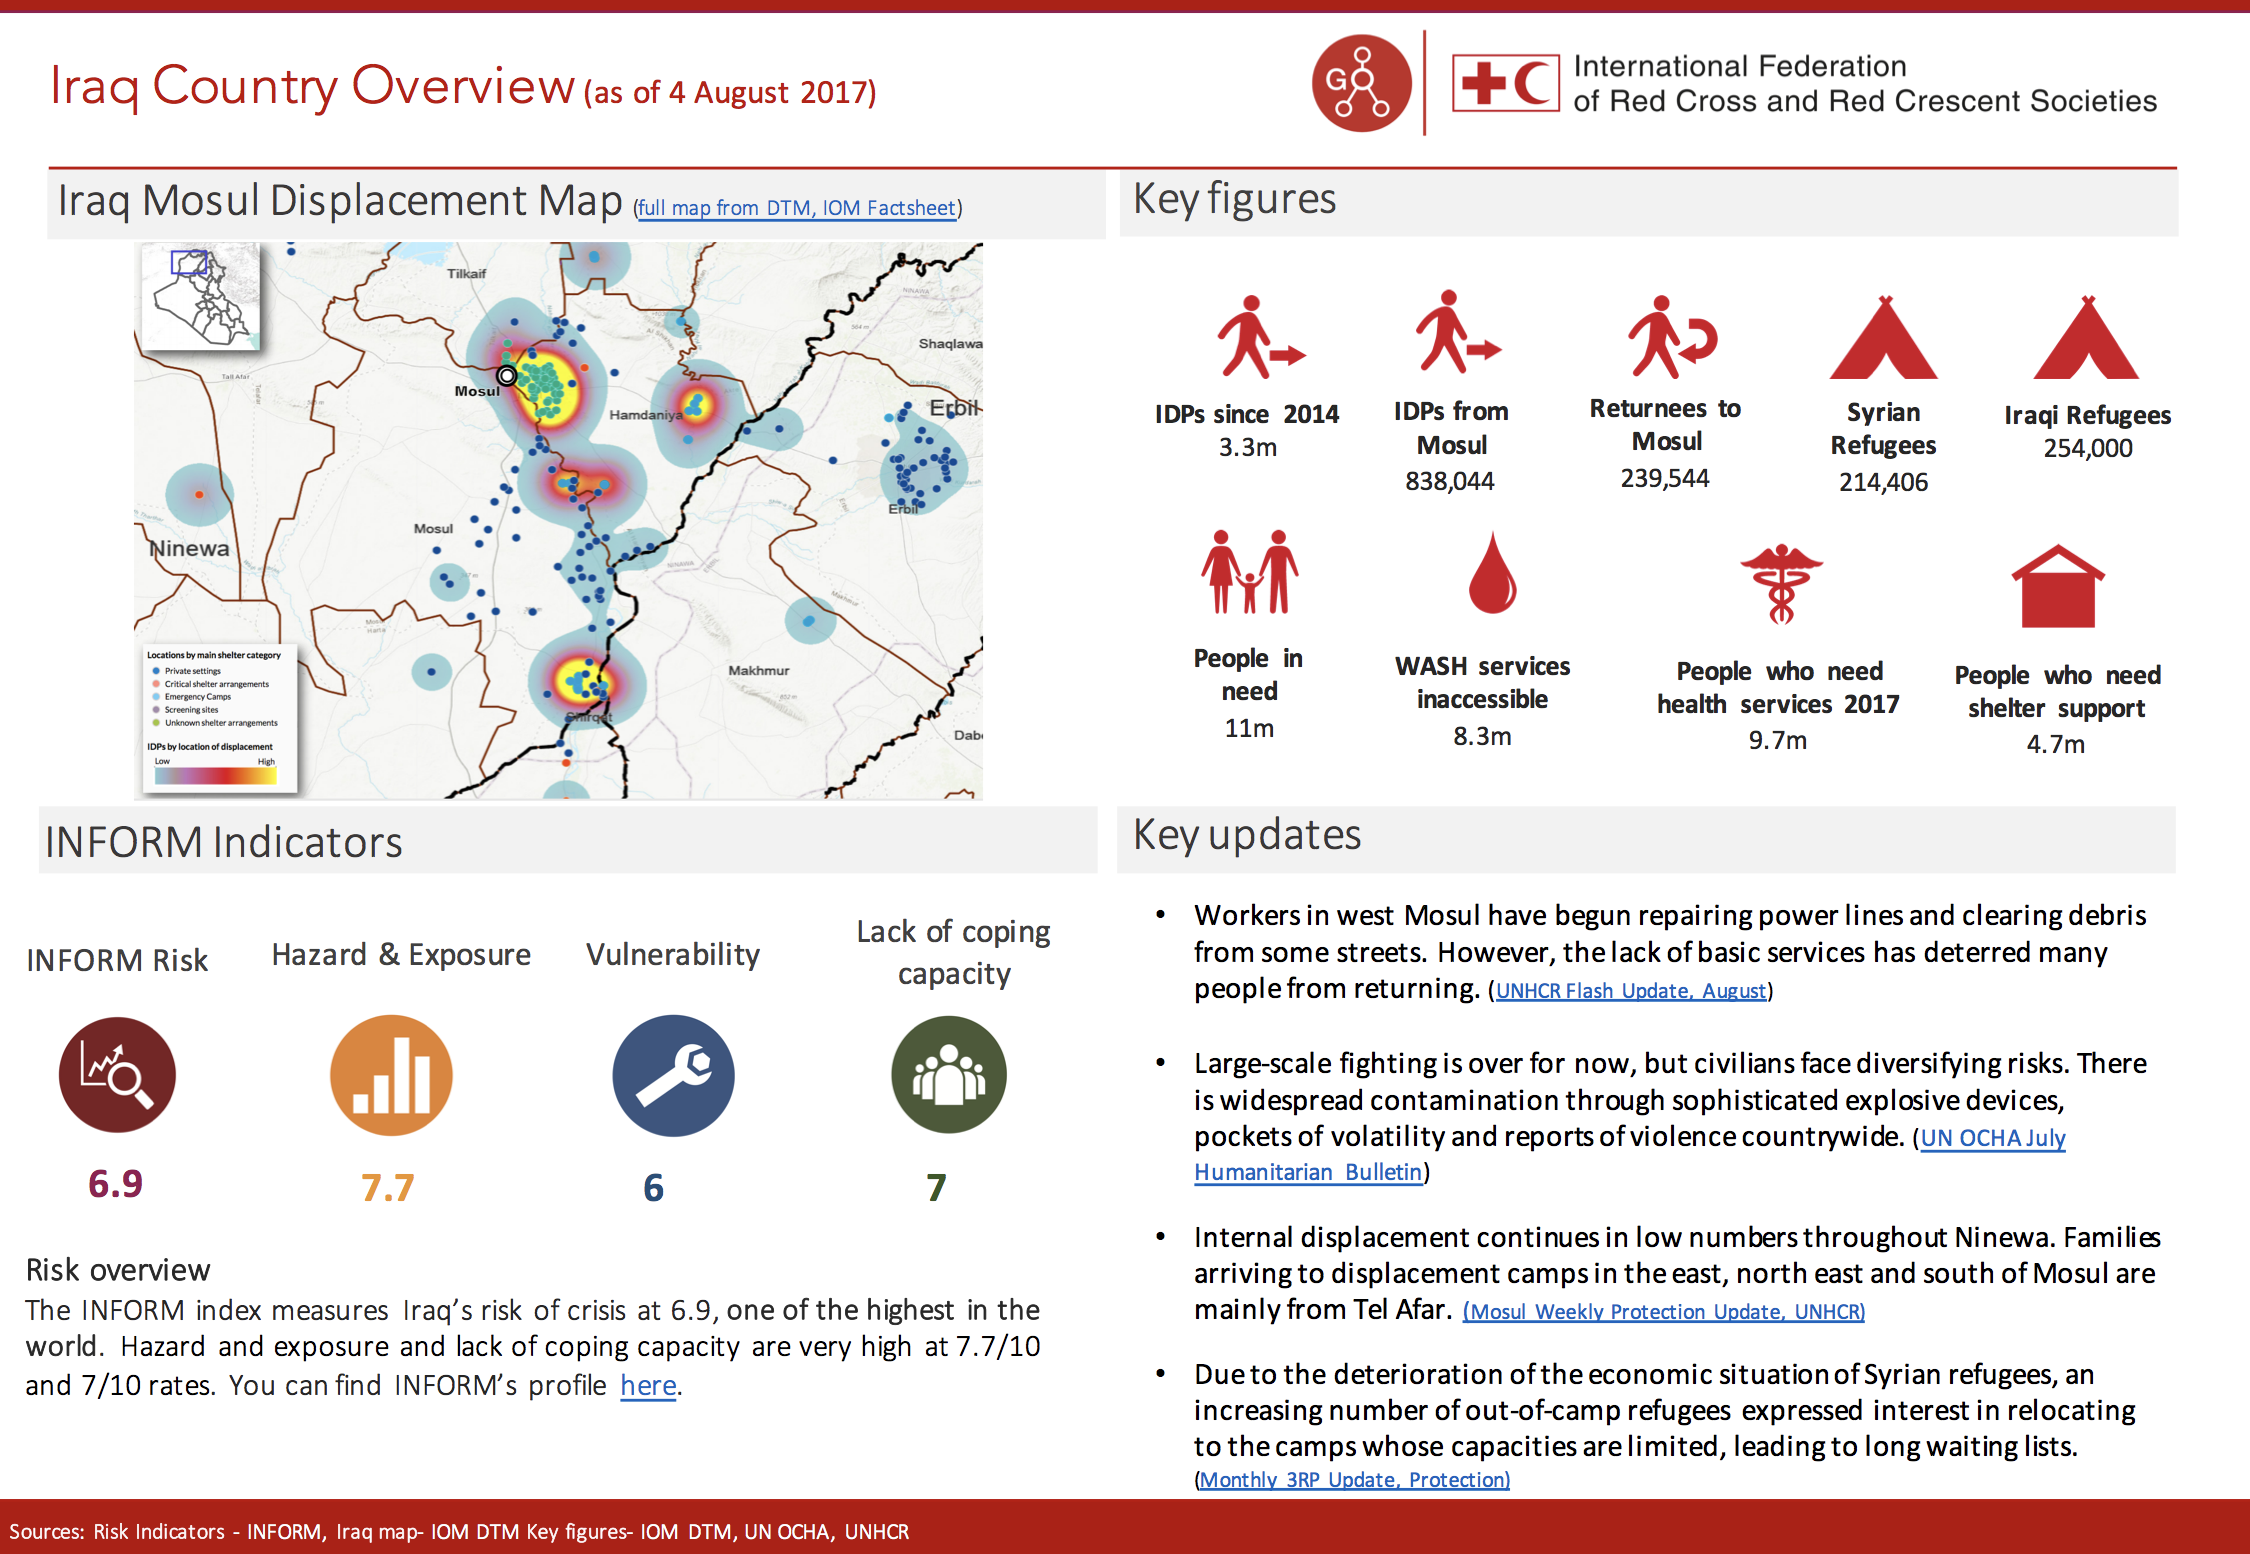 Iraq Country Overview (as of 4 August 2017)
GO
International Federation
of Red Cross and Red Crescent Societies
Iraq Mosul Displacement Map (full map from DTM, IOM Factsheet)
Tilkaif
NINAWA
Shaqlawa
Tall Afar
Mosul
Hamdaniya
Erbil
Erbil
Mosul
Ninewa
NINAWA
Makhmur
Makhmur
Shirqat
Dab
Locations by main shelter category
Private settings
Critical shelter arrangements
Emergency Camps
Screening sites
Unknown shelter arrangements
IDPs by location of displacement
Low High
Key figures
IDPs since 2014
3.3m
IDPs from
Mosul
838,044
Returnees to
Mosul
239,544
Syrian
Refugees
214,406
Iraqi Refugees
254,000
People in
need
11m
WASH services
inaccessible
8.3m
People who need
health services 2017
9.7m
People who need
shelter support
4.7m
INFORM Indicators
INFORM Risk
6.9
Hazard & Exposure
7.7
Vulnerability
6
Lack of coping
capacity
7
Risk overview
The INFORM index measures Iraq's risk of crisis at 6.9, one of the highest in the
world. Hazard and exposure and lack of coping capacity are very high at 7.7/10
and 7/10 rates. You can find INFORM's profile here.
Key updates
• Workers in west Mosul have begun repairing power lines and clearing debris
from some streets. However, the lack of basic services has deterred many
people from returning. (UNHCR Flash Update, August)
• Large-scale fighting is over for now, but civilians face diversifying risks. There
is widespread contamination through sophisticated explosive devices,
pockets of volatility and reports of violence countrywide. (UN OCHA July
Humanitarian Bulletin)
• Internal displacement continues in low numbers throughout Ninewa. Families
arriving to displacement camps in the east, north east and south of Mosul are
mainly from Tel Afar. (Mosul Weekly Protection Update, UNHCR)
• Due to the deterioration of the economic situation of Syrian refugees, an
increasing number of out-of-camp refugees expressed interest in relocating
to the camps whose capacities are limited, leading to long waiting lists.
(Monthly 3RP Update, Protection)
Sources: Risk Indicators - INFORM, Iraq map- IOM DTM Key figures- IOM DTM, UN OCHA, UNHCR